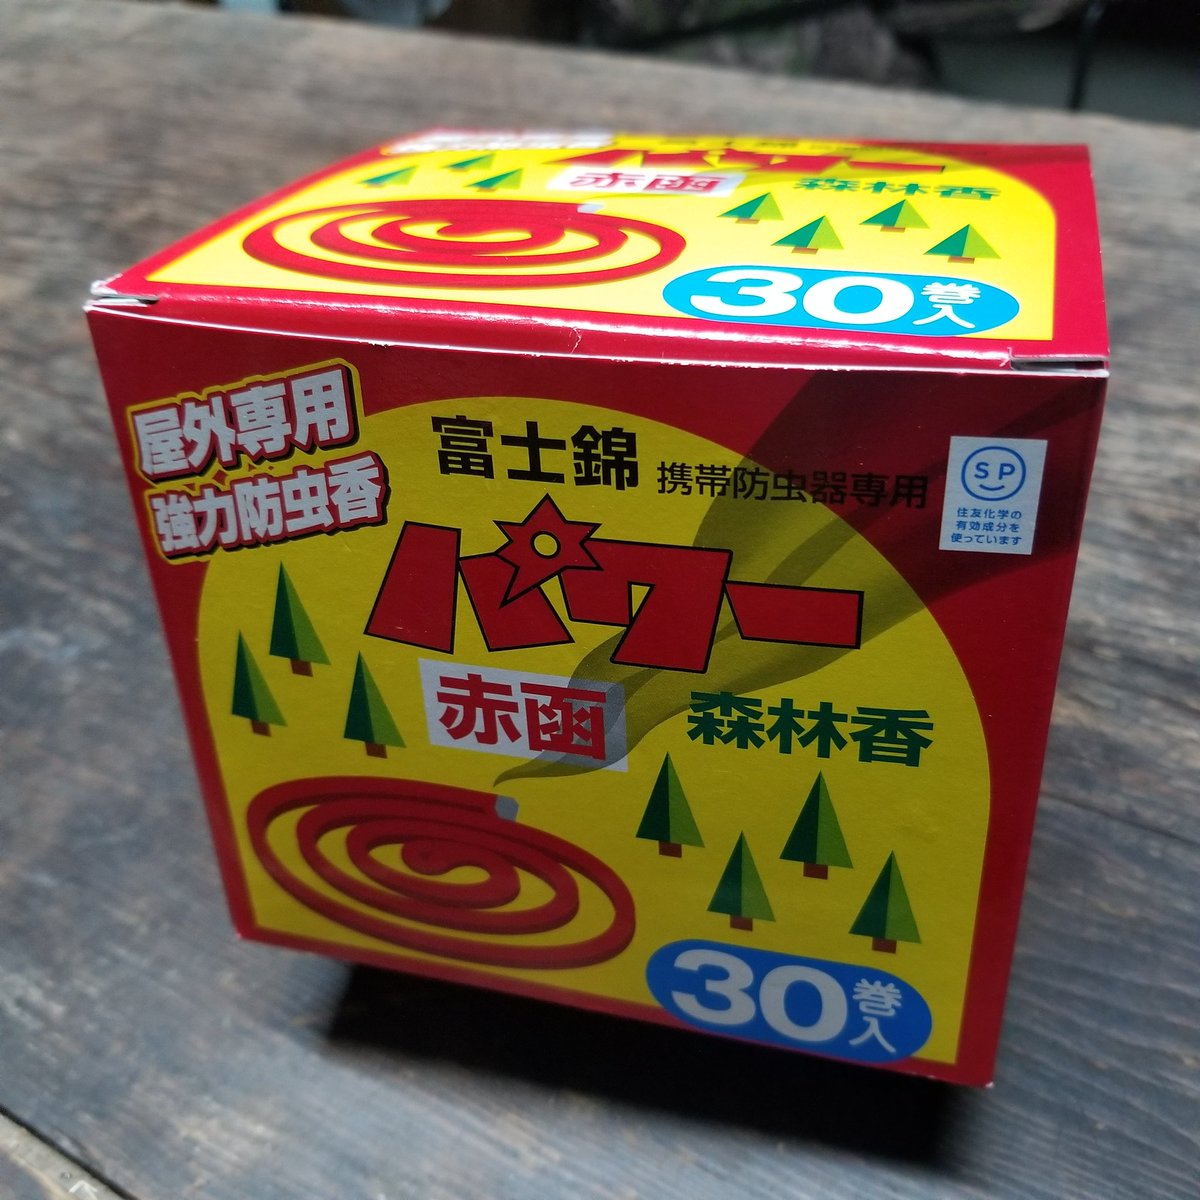 パワー
赤函 森林香
30巻入
屋外専用
強力防虫香
富士錦 携帯防虫器専用
パワー
赤函 森林香
SP
住友化学の
有効成分を
使っています
30巻入